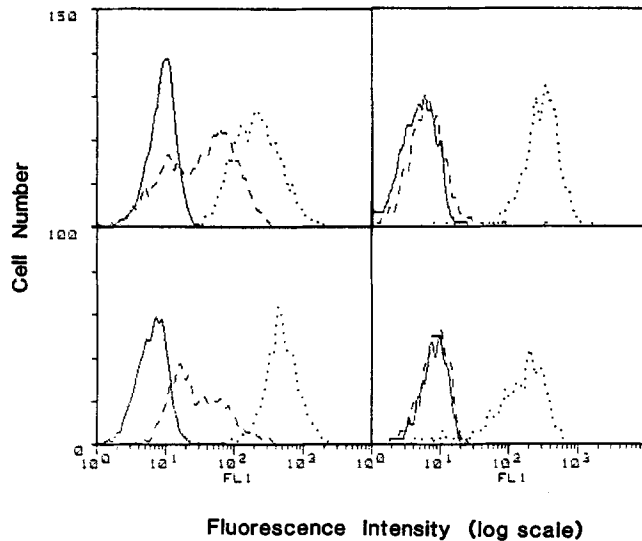 150
100
0
Cell Number
10⁰ 10¹ 10² 10³ 10⁰ 10¹ 10² 10³
FL1 FL1
Fluorescence Intensity (log scale)